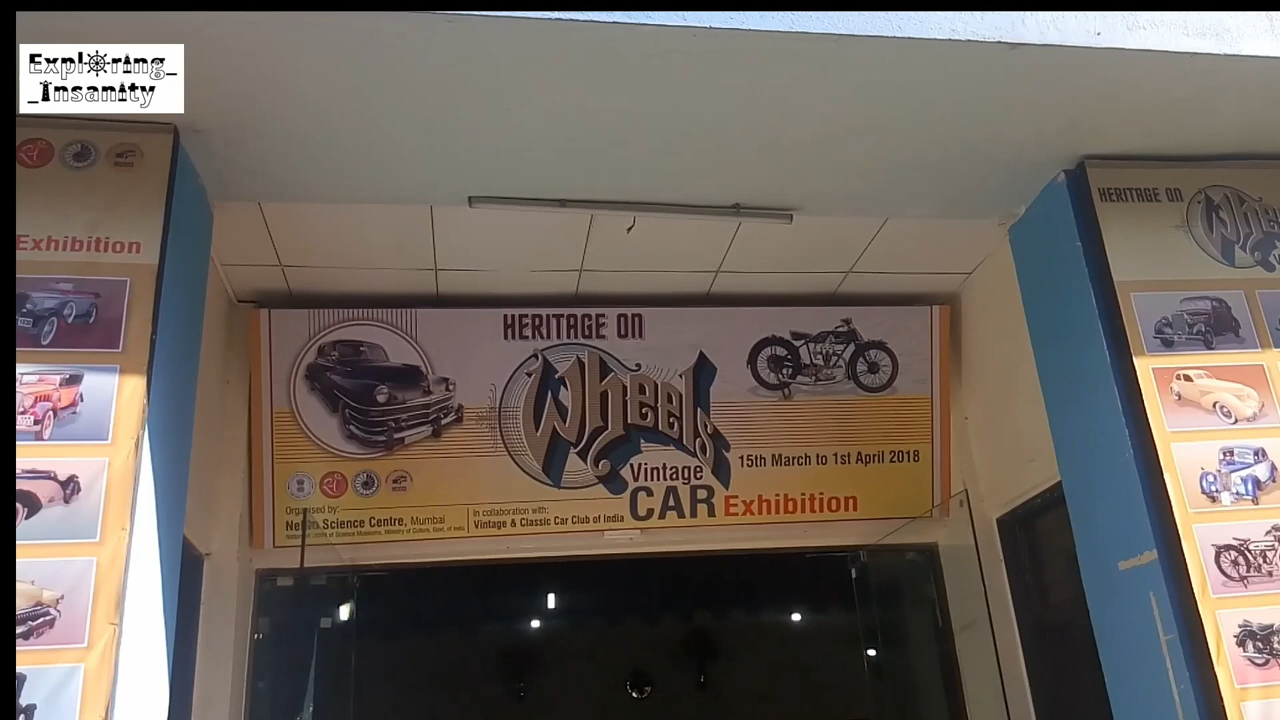 Exploring_
_Insanity
Exhibition
HERITAGE ON
Wheels
Vintage
CAR Exhibition
15th March to 1st April 2018
Organised by:
Science Centre, Mumbai
In collaboration with:
Vintage & Classic Car Club of India
HERITAGE ON